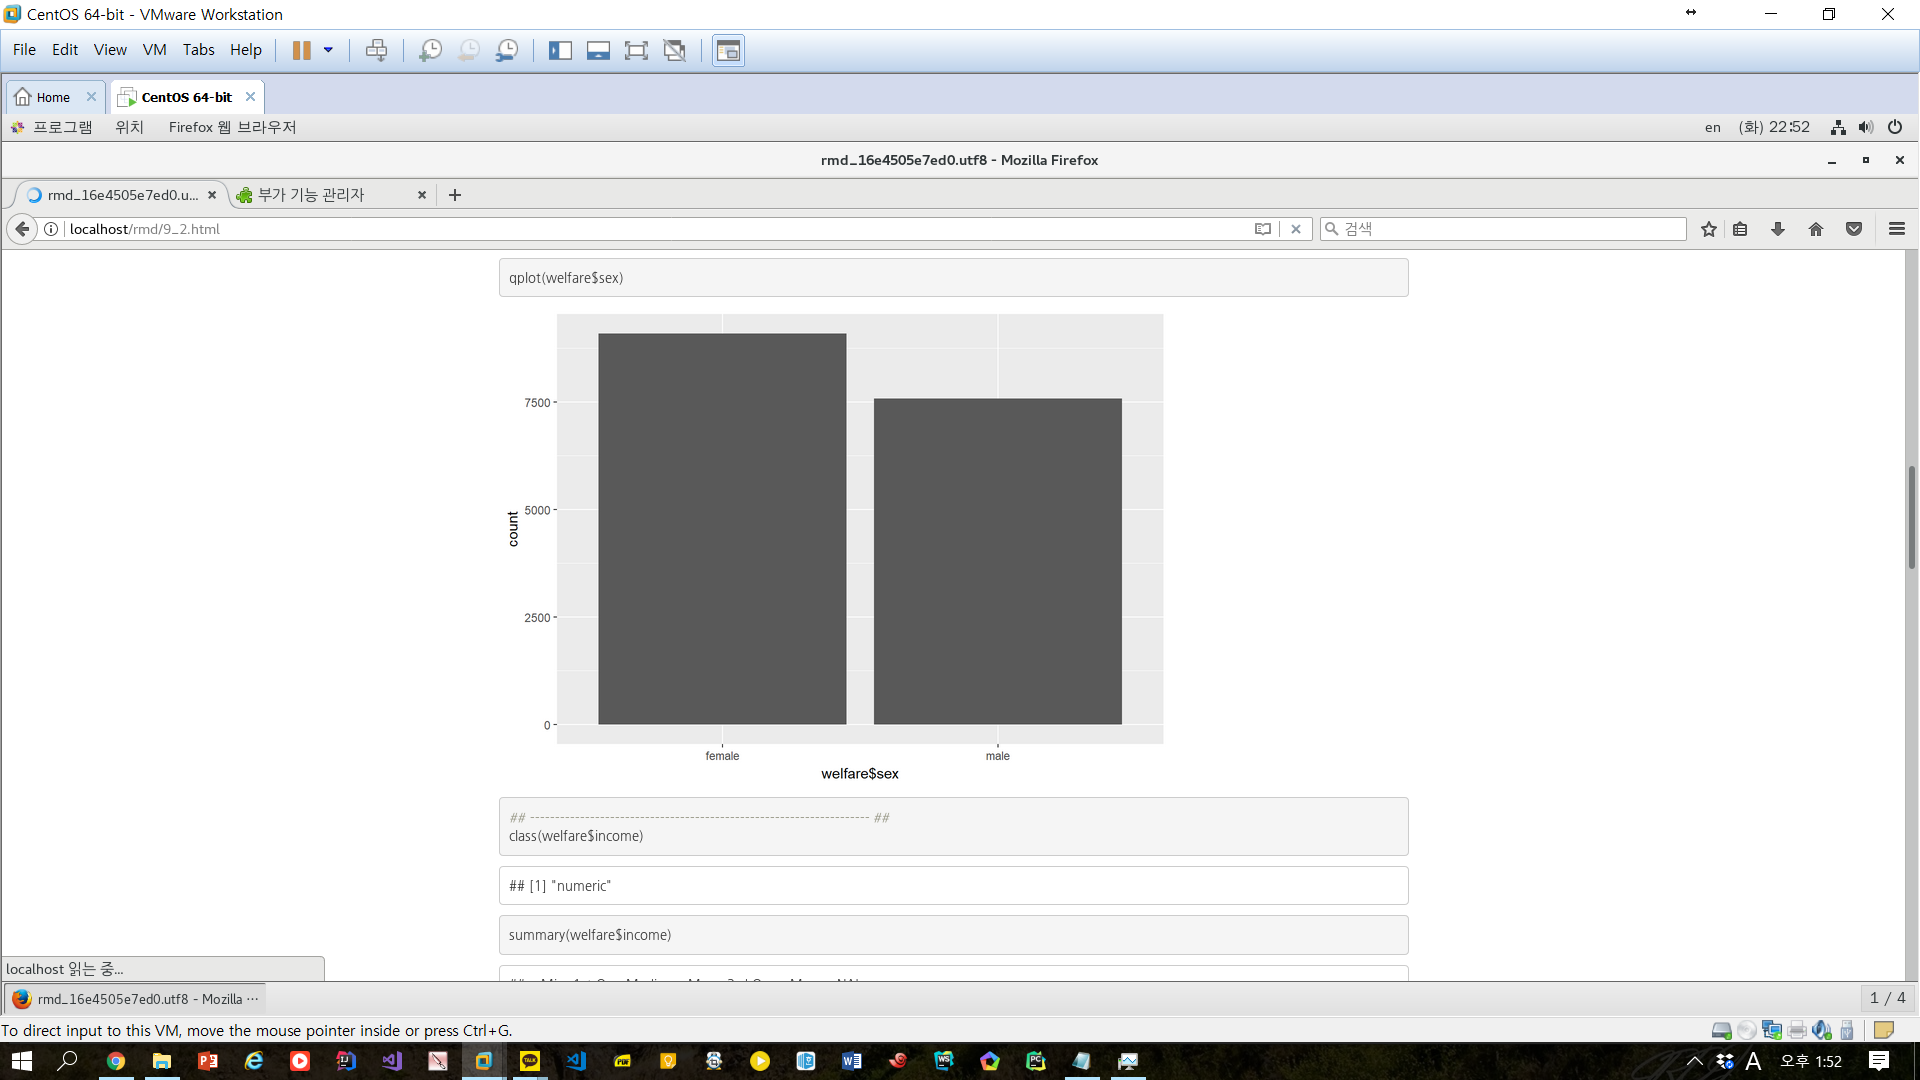 CentOS 64-bit - VMware Workstation
File Edit View VM Tabs Help
Home CentOS 64-bit
프로그램 위치 Firefox 웹 브라우저 en (화) 22:52
rmd_16e4505e7ed0.utf8 - Mozilla Firefox
rmd_16e4505e7ed0.u... 부가 기능 관리자
localhost/rmd/9_2.html 검색
qplot(welfare$sex)
7500
5000
2500
0
count
female male
welfare$sex
## -------------------------------------------------------------------- ##
class(welfare$income)
## [1] "numeric"
summary(welfare$income)
localhost 읽는 중...
rmd_16e4505e7ed0.utf8 - Mozilla ··· 1 / 4
To direct input to this VM, move the mouse pointer inside or press Ctrl+G.
A 오후 1:52